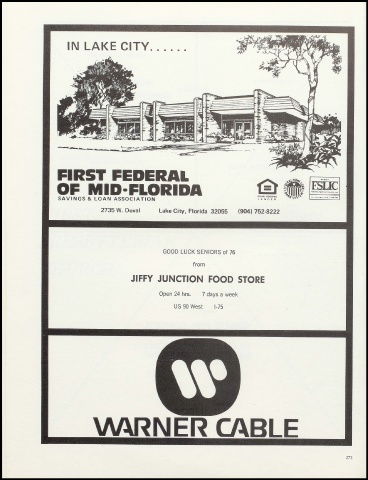 IN LAKE CITY......
FIRST FEDERAL
OF MID-FLORIDA
SAVINGS & LOAN ASSOCIATION
2735 W. Duval Lake City, Florida 32055 (904) 752-8222
FSLIC
GOOD LUCK SENIORS of 76
from
JIFFY JUNCTION FOOD STORE
Open 24 hrs. 7 days a week
US 90 West I-75
WARNER CABLE